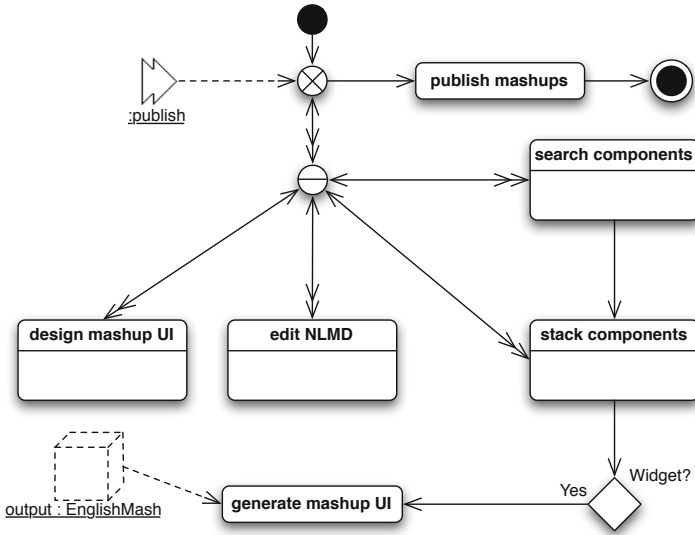 publish mashups
:publish
search components
design mashup UI
edit NLMD
stack components
Widget?
Yes
generate mashup UI
output : EnglishMash